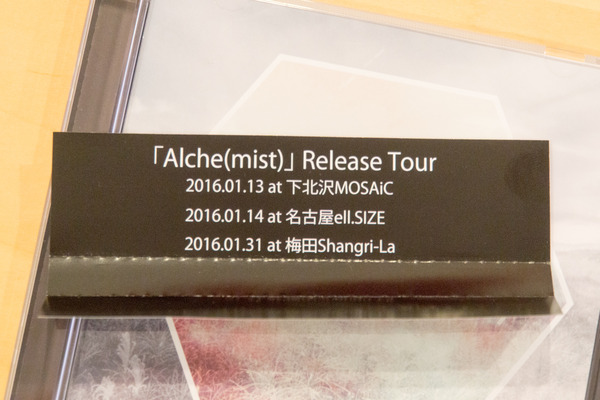 「Alche(mist)」 Release Tour
2016.01.13 at 下北沢MOSAiC
2016.01.14 at 名古屋ell.SIZE
2016.01.31 at 梅田Shangri-La